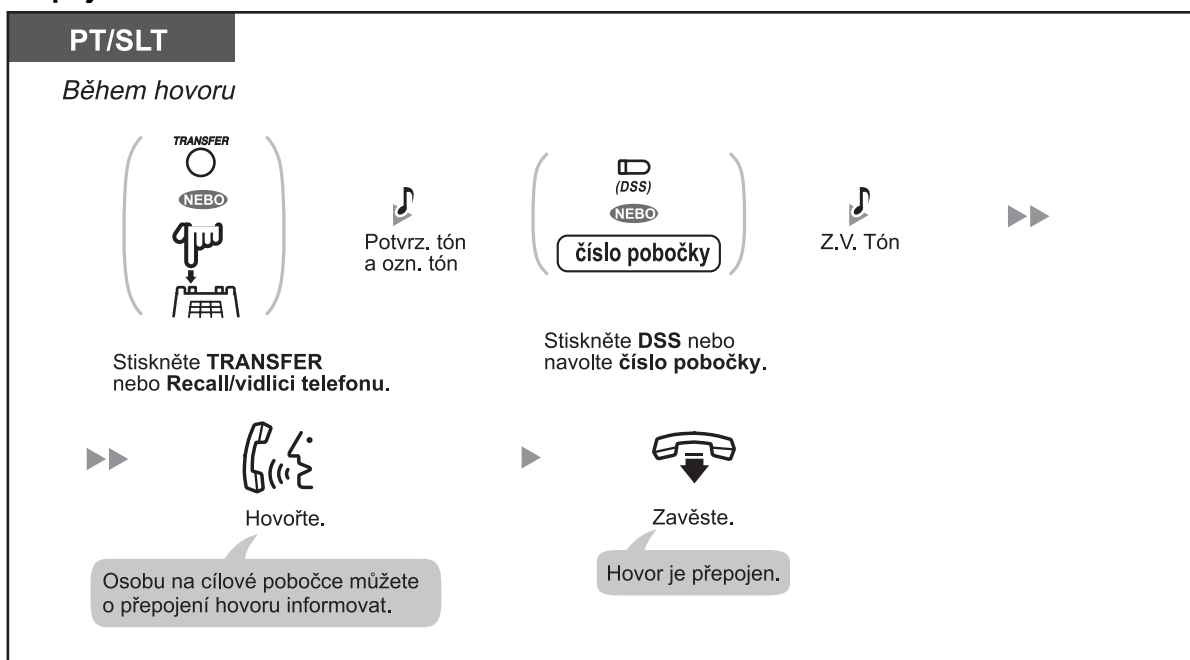 PT/SLT
Během hovoru
TRANSFER
NEBO
Potvrz. tón
a ozn. tón
(DSS)
NEBO
číslo pobočky
Z.V. Tón
Stiskněte TRANSFER
nebo Recall/vidlici telefonu.
Stiskněte DSS nebo
navolte číslo pobočky.
Hovořte.
Zavěste.
Osobu na cílové pobočce můžete
o přepojení hovoru informovat.
Hovor je přepojen.